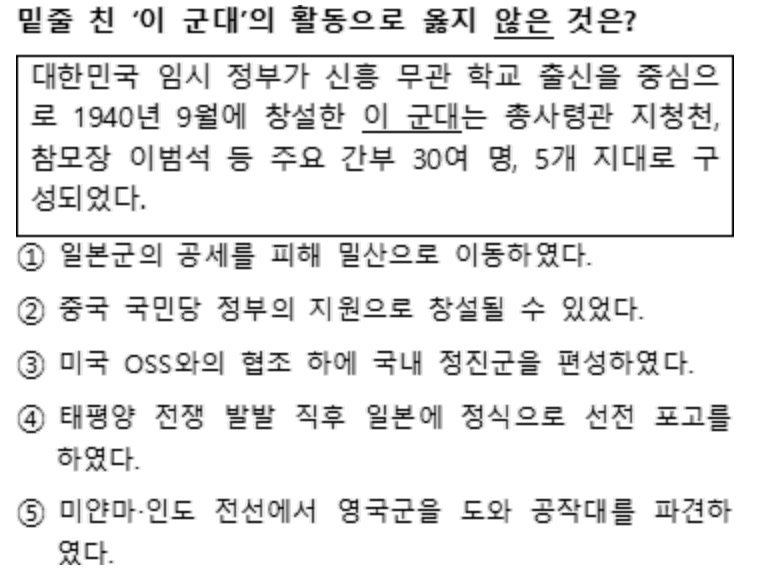 밑줄 친 ‘이 군대’의 활동으로 옳지 않은 것은?
대한민국 임시 정부가 신흥 무관 학교 출신을 중심으
로 1940년 9월에 창설한 이 군대는 총사령관 지청천,
참모장 이범석 등 주요 간부 30여 명, 5개 지대로 구
성되었다.
① 일본군의 공세를 피해 밀산으로 이동하였다.
② 중국 국민당 정부의 지원으로 창설될 수 있었다.
③ 미국 OSS와의 협조 하에 국내 정진군을 편성하였다.
④ 태평양 전쟁 발발 직후 일본에 정식으로 선전 포고를
하였다.
⑤ 미얀마·인도 전선에서 영국군을 도와 공작대를 파견하
였다.